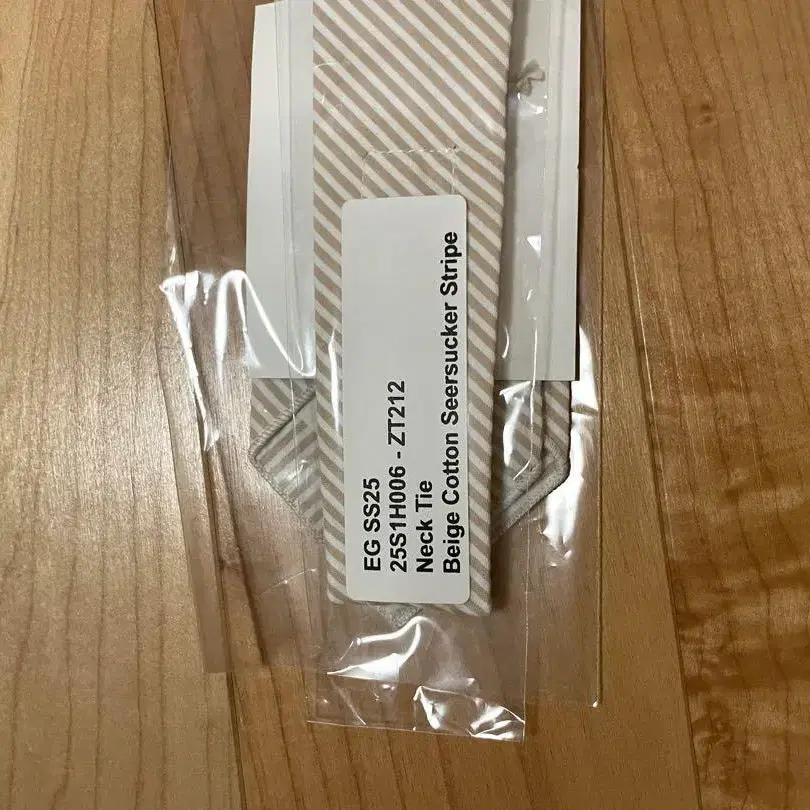 EG SS25
25S1H006 - ZT212
Neck Tie
Beige Cotton Seersucker Stripe